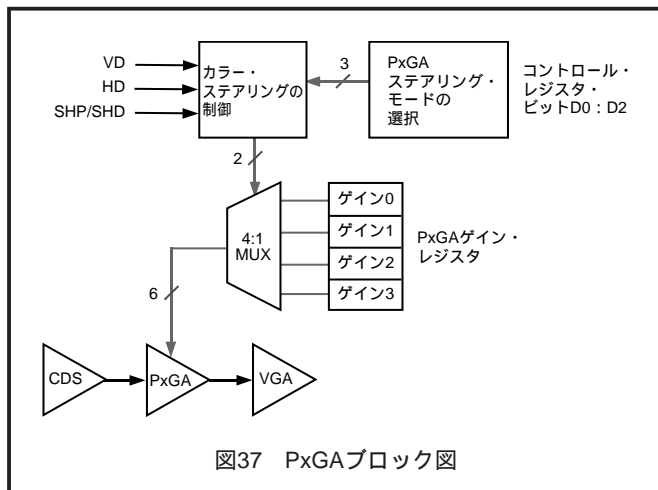 VD
HD
SHP/SHD
カラー・
ステアリングの
制御
3
PxGA
ステアリング・
モードの
選択
コントロール・
レジスタ・
ビットD0：D2
2
4:1
MUX
ゲイン0
ゲイン1
ゲイン2
ゲイン3
PxGAゲイン・
レジスタ
6
CDS
PxGA
VGA
図37 PxGAブロック図